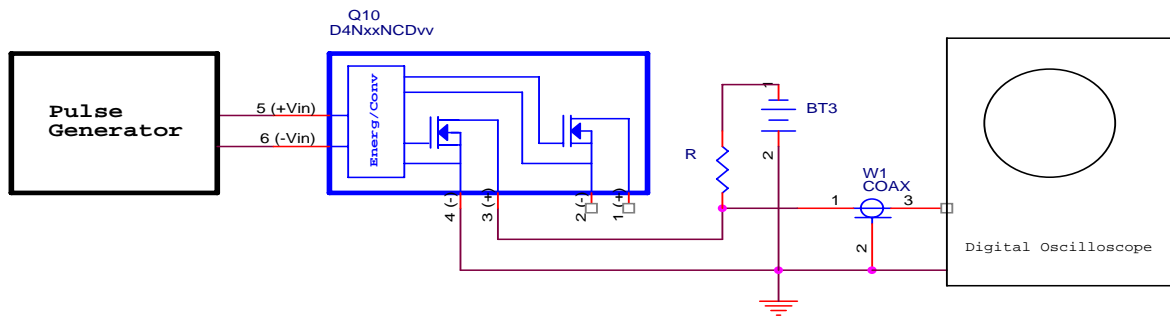 Q10
D4NxxNCDvv
Pulse
Generator
5 (+Vin)
6 (-Vin)
Energ/Conv
4 (-)
3 (+)
2 (-)
1 (+)
R
1
BT3
2
W1
COAX
1
3
2
Digital Oscilloscope